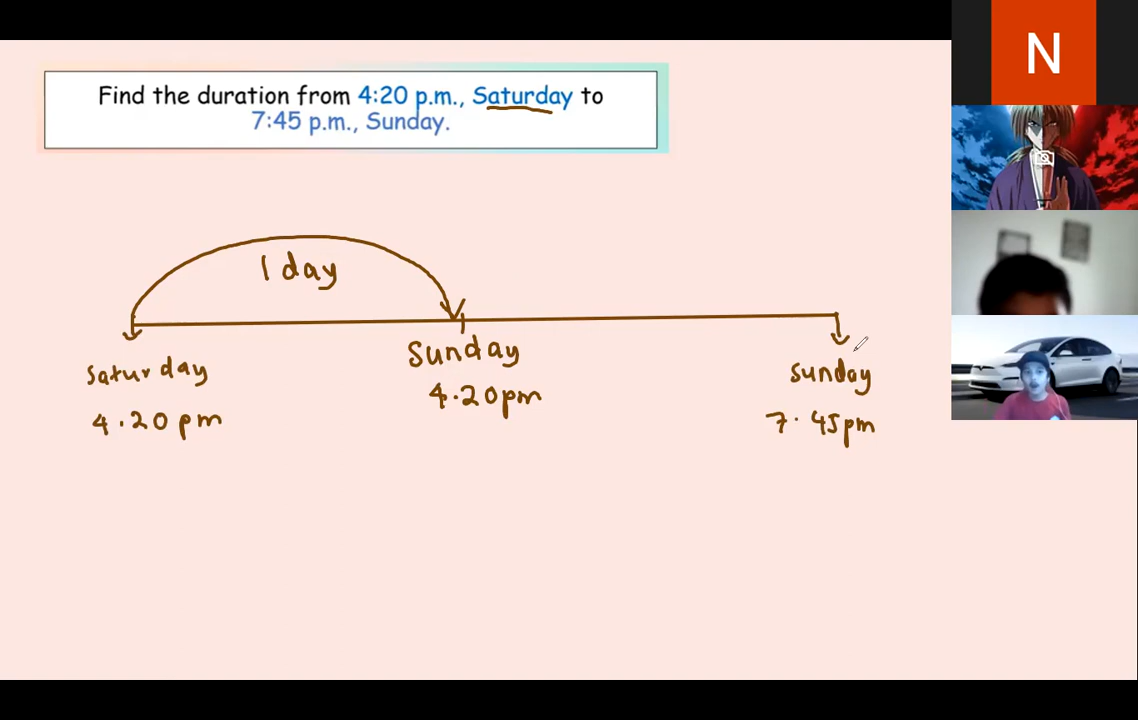 Find the duration from 4:20 p.m., Saturday to
7:45 p.m., Sunday.
N
1 day
Saturday
4.20 pm
Sunday
4.20pm
Sunday
7.45pm